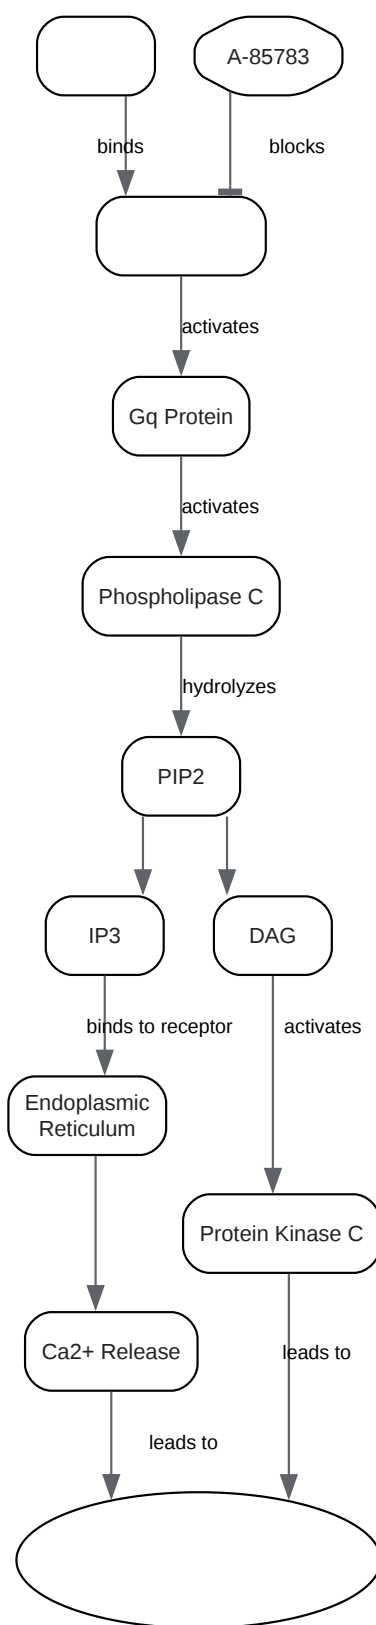 A-85783
binds
blocks
activates
Gq Protein
activates
Phospholipase C
hydrolyzes
PIP2
IP3
DAG
binds to receptor
activates
Endoplasmic
Reticulum
Protein Kinase C
Ca2+ Release
leads to
leads to